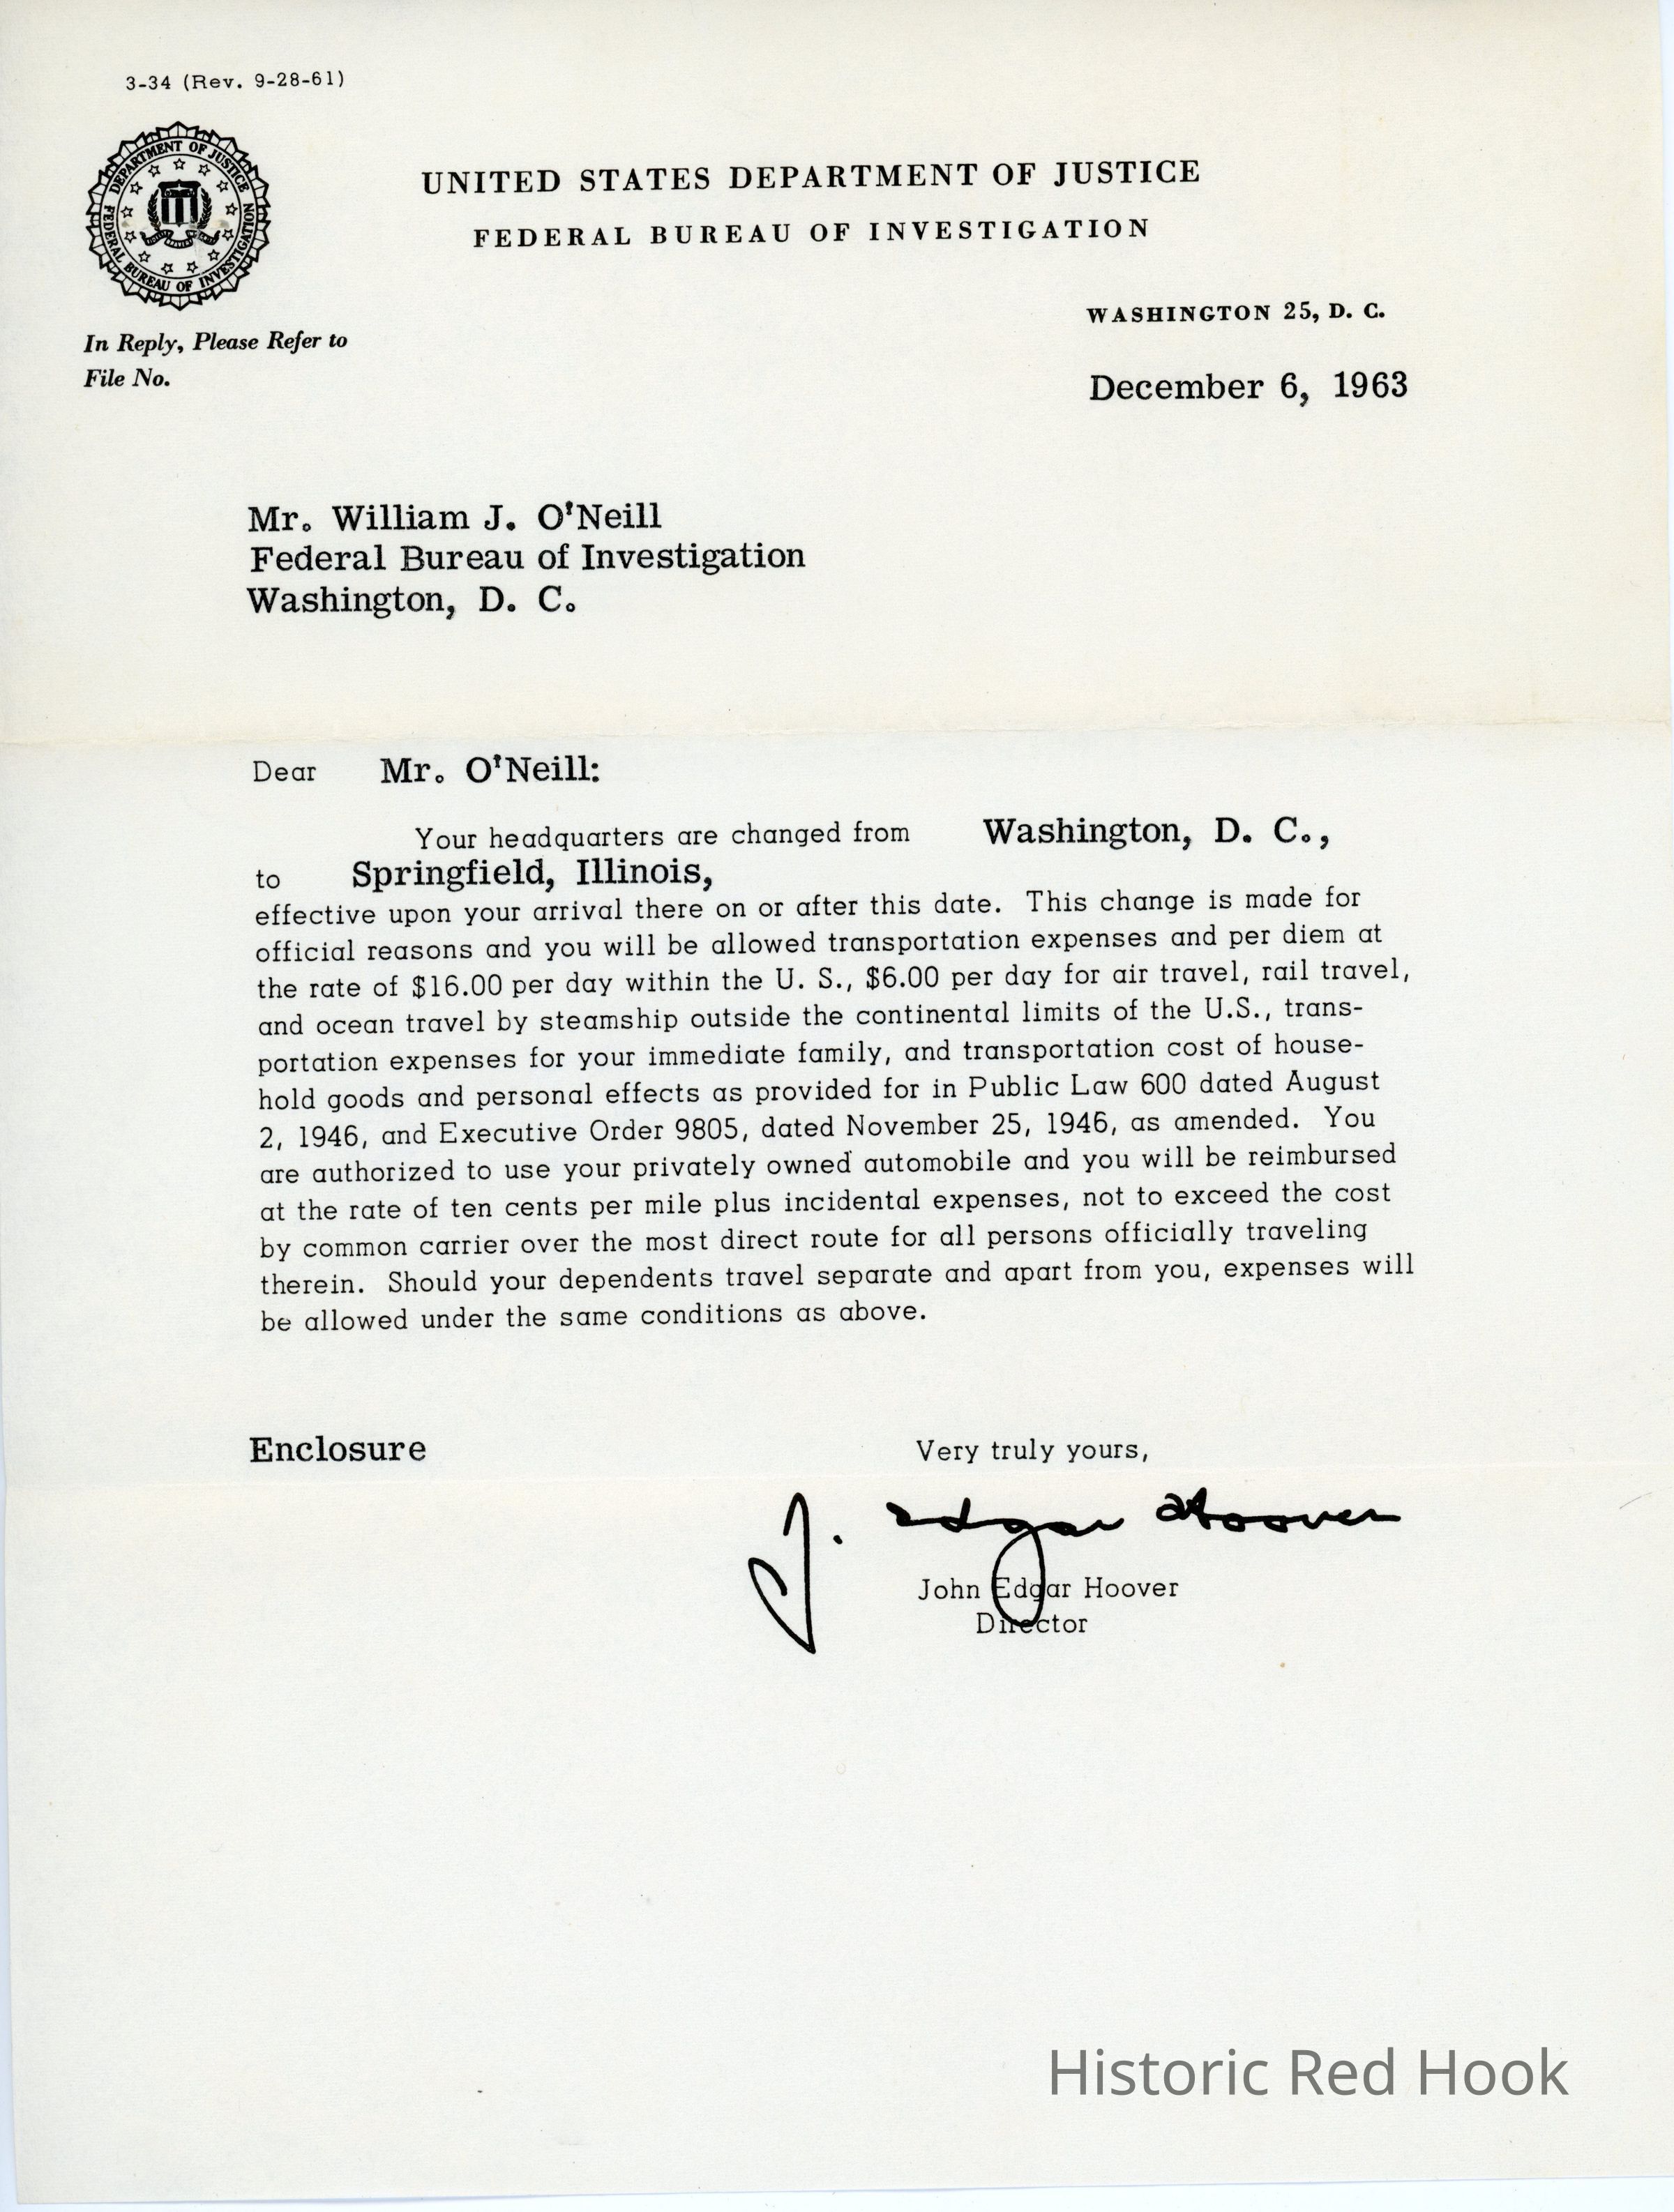 3-34 (Rev. 9-28-61)
DEPARTMENT OF JUSTICE
FEDERAL BUREAU OF INVESTIGATION
UNITED STATES DEPARTMENT OF JUSTICE
FEDERAL BUREAU OF INVESTIGATION
WASHINGTON 25, D. C.
In Reply, Please Refer to
File No.
December 6, 1963
Mr. William J. O'Neill
Federal Bureau of Investigation
Washington, D. C.
Dear Mr. O'Neill:
Your headquarters are changed from Washington, D. C.,
to Springfield, Illinois,
effective upon your arrival there on or after this date. This change is made for
official reasons and you will be allowed transportation expenses and per diem at
the rate of $16.00 per day within the U. S., $6.00 per day for air travel, rail travel,
and ocean travel by steamship outside the continental limits of the U.S., trans-
portation expenses for your immediate family, and transportation cost of house-
hold goods and personal effects as provided for in Public Law 600 dated August
2, 1946, and Executive Order 9805, dated November 25, 1946, as amended. You
are authorized to use your privately owned automobile and you will be reimbursed
at the rate of ten cents per mile plus incidental expenses, not to exceed the cost
by common carrier over the most direct route for all persons officially traveling
therein. Should your dependents travel separate and apart from you, expenses will
be allowed under the same conditions as above.
Enclosure
Very truly yours,
J. Edgar Hoover
John Edgar Hoover
Director
Historic Red Hook